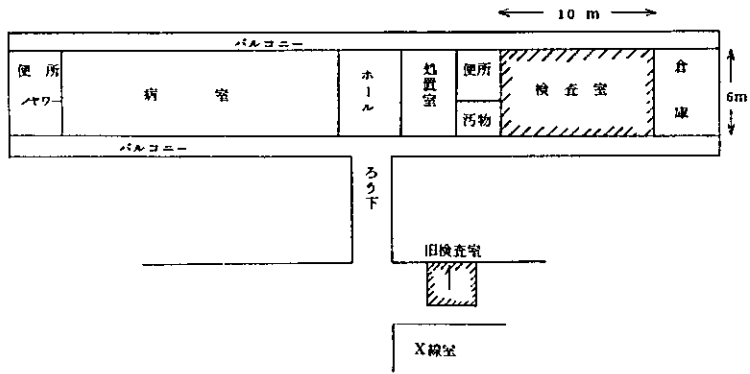 10 m
バルコニー
便所
シャワー
病室
ホール
処置室
便所
汚物
検査室
倉庫
6m
バルコニー
ろう下
旧検査室
X線室